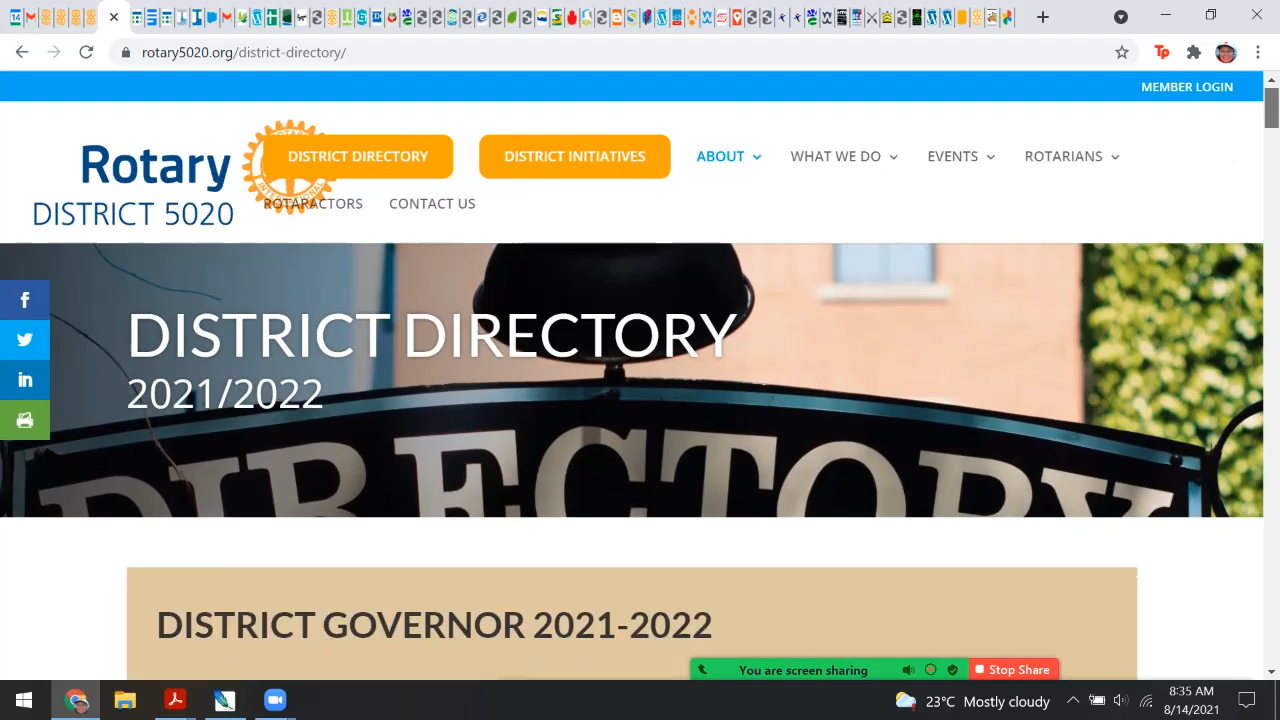 rotary5020.org/district-directory/
MEMBER LOGIN
Rotary
DISTRICT 5020
DISTRICT DIRECTORY
DISTRICT INITIATIVES
ABOUT
WHAT WE DO
EVENTS
ROTARIANS
ROTARACTORS
CONTACT US
DISTRICT DIRECTORY
2021/2022
DIRECTORY
DISTRICT GOVERNOR 2021-2022
You are screen sharing
Stop Share
23°C Mostly cloudy
8:35 AM
8/14/2021